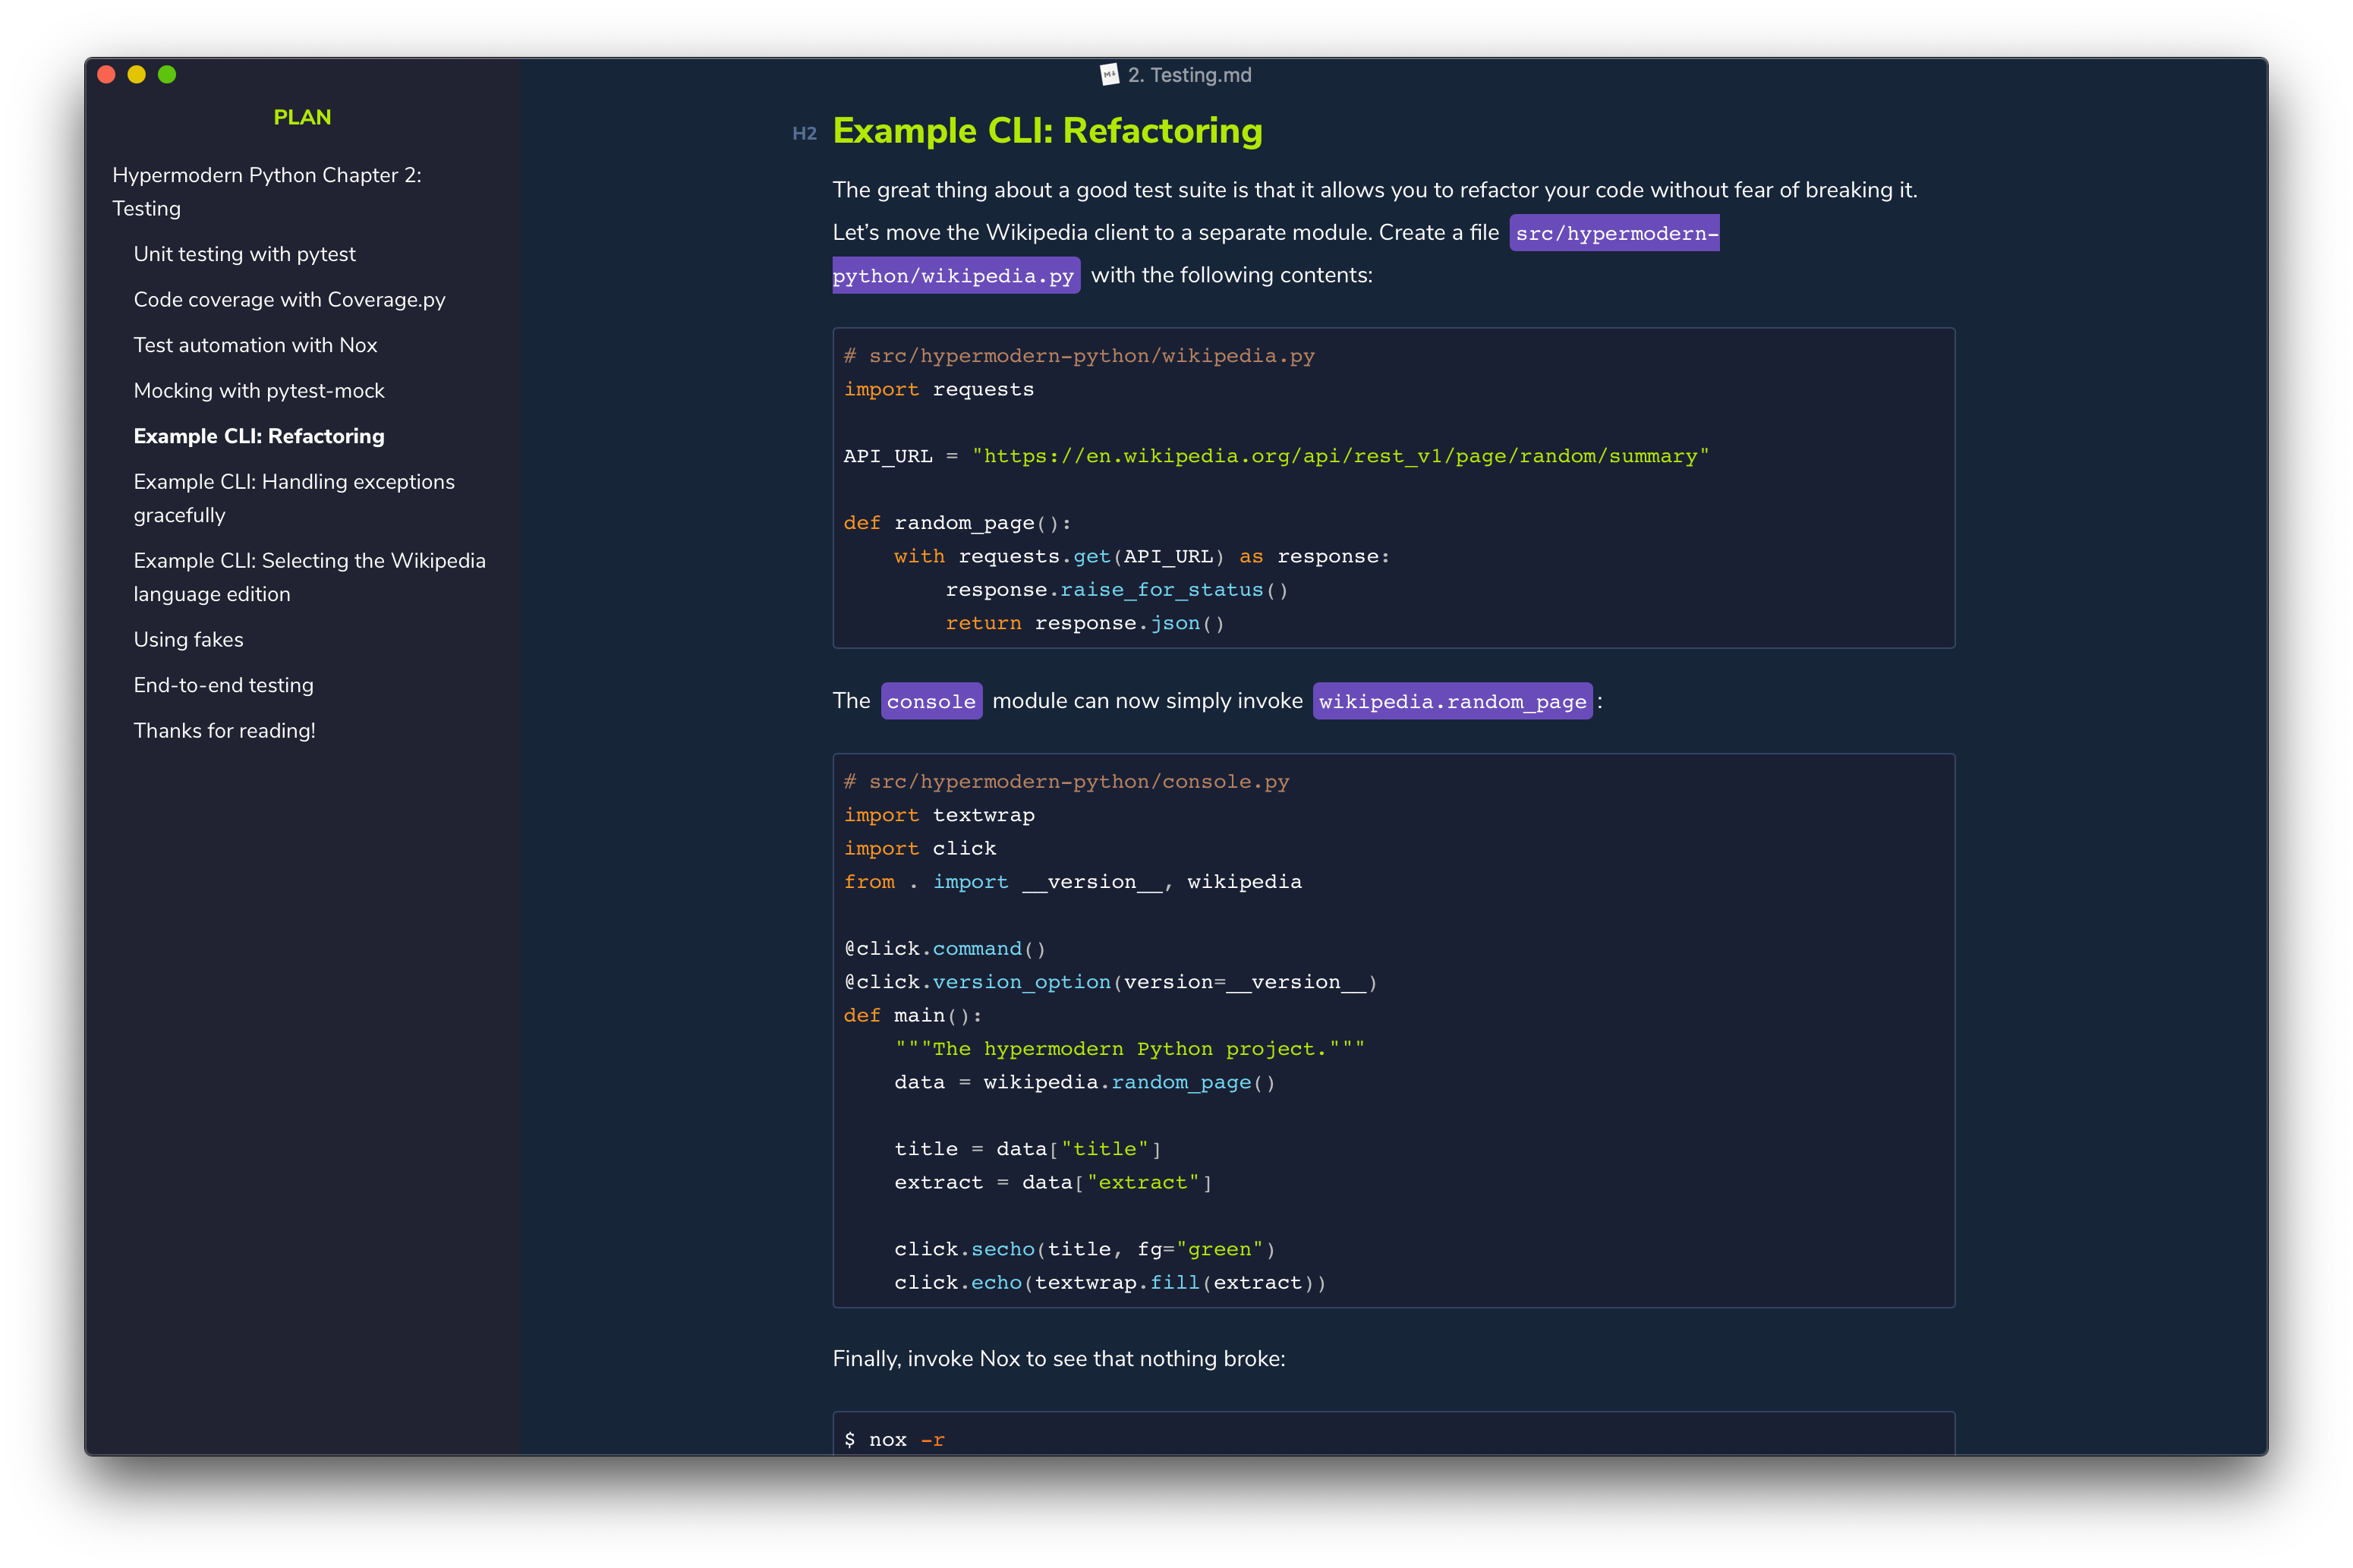 2. Testing.md
PLAN
Hypermodern Python Chapter 2:
Testing
Unit testing with pytest
Code coverage with Coverage.py
Test automation with Nox
Mocking with pytest-mock
Example CLI: Refactoring
Example CLI: Handling exceptions
gracefully
Example CLI: Selecting the Wikipedia
language edition
Using fakes
End-to-end testing
Thanks for reading!
H2 Example CLI: Refactoring
The great thing about a good test suite is that it allows you to refactor your code without fear of breaking it.
Let’s move the Wikipedia client to a separate module. Create a file src/hypermodern-
python/wikipedia.py with the following contents:
# src/hypermodern-python/wikipedia.py
import requests

API_URL = "https://en.wikipedia.org/api/rest_v1/page/random/summary"

def random_page():
    with requests.get(API_URL) as response:
        response.raise_for_status()
        return response.json()
The console module can now simply invoke wikipedia.random_page :
# src/hypermodern-python/console.py
import textwrap
import click
from . import __version__, wikipedia

@click.command()
@click.version_option(version=__version__)
def main():
    """The hypermodern Python project."""
    data = wikipedia.random_page()

    title = data["title"]
    extract = data["extract"]

    click.secho(title, fg="green")
    click.echo(textwrap.fill(extract))
Finally, invoke Nox to see that nothing broke:
$ nox -r